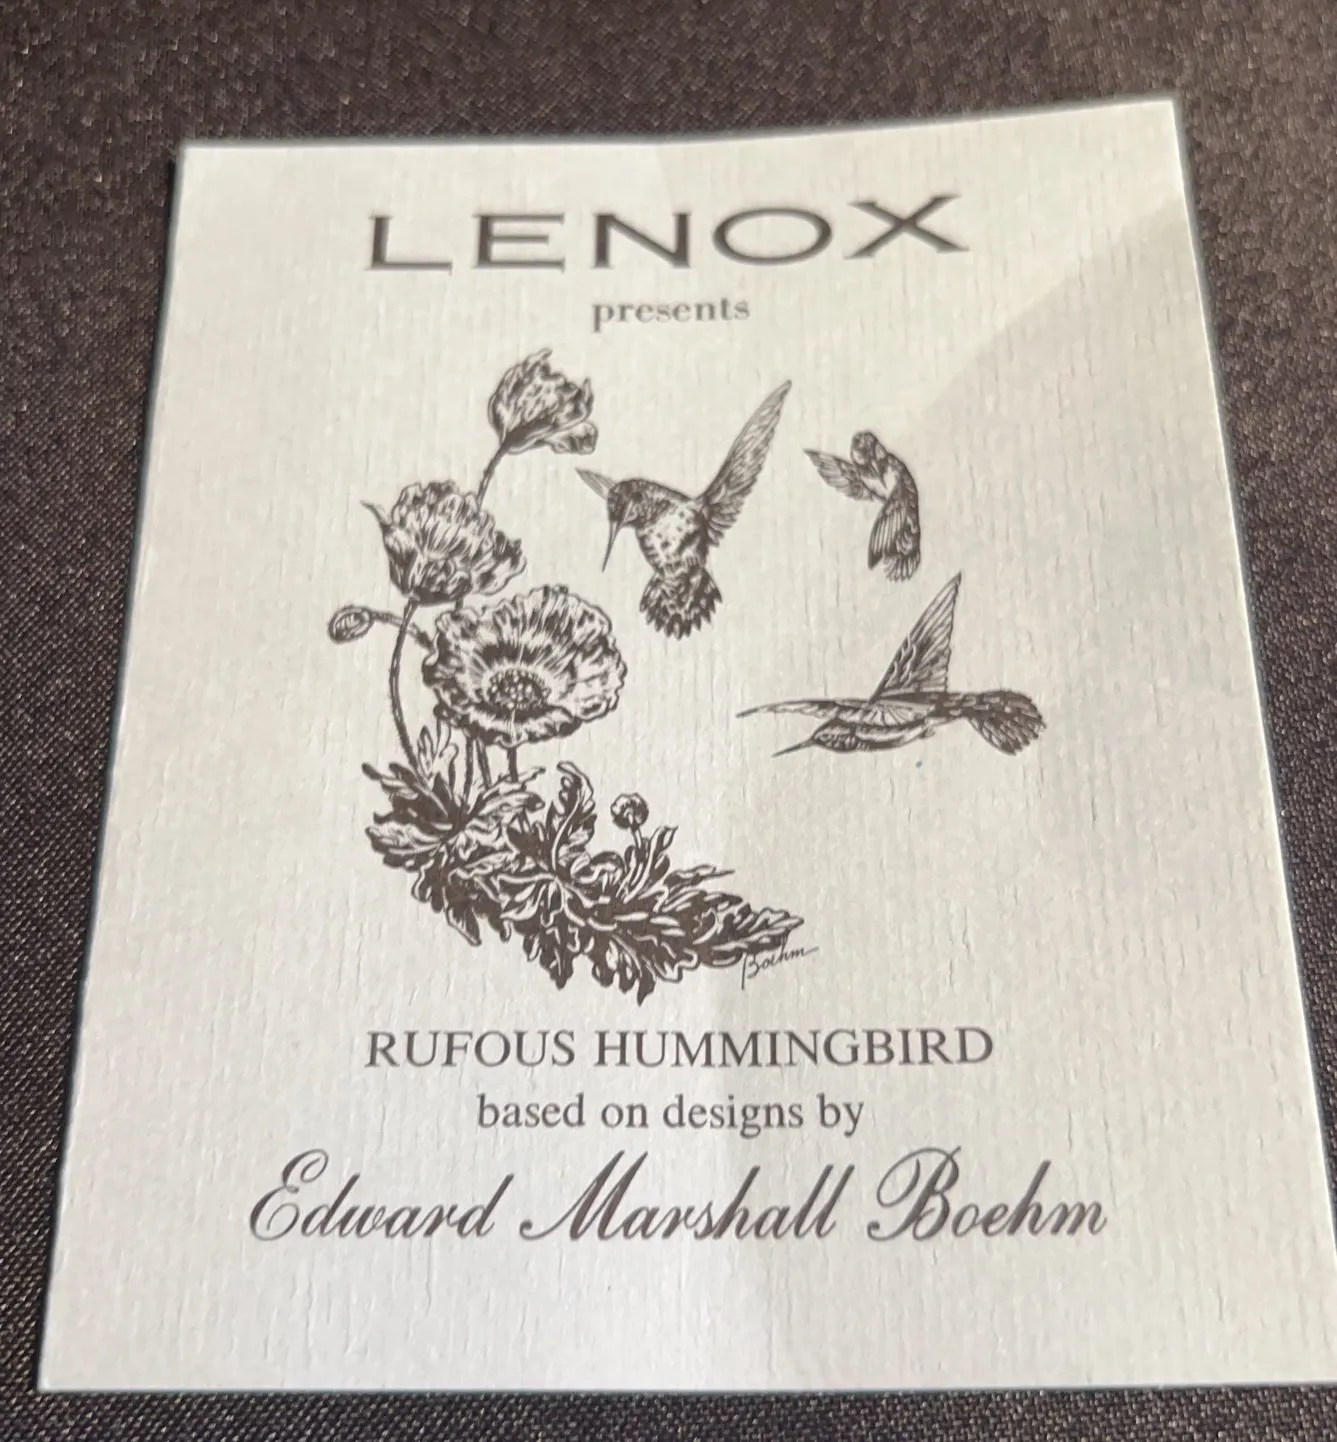 LENOX
presents
Boehm
RUFOUS HUMMINGBIRD
based on designs by
Edward Marshall Boehm